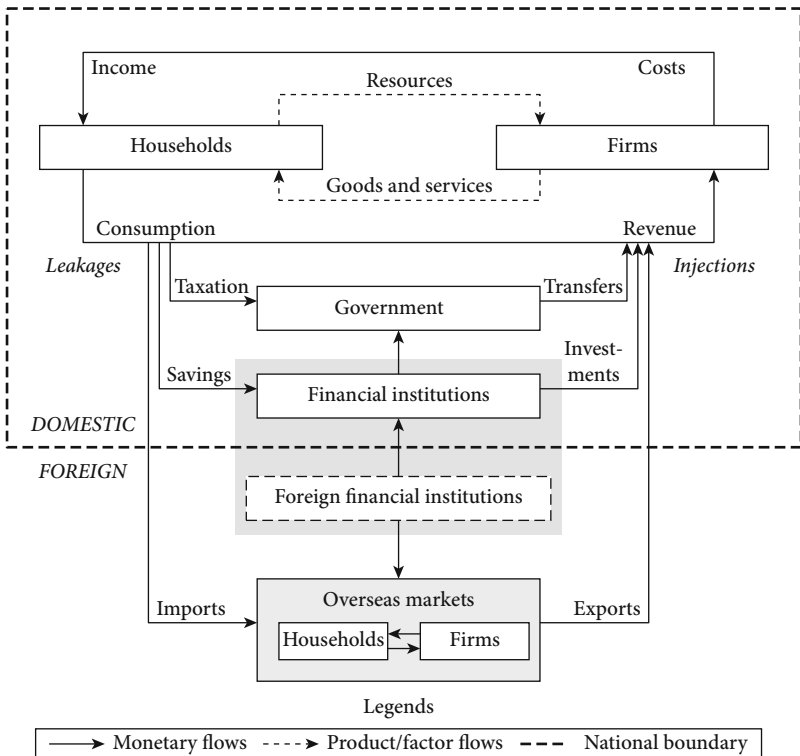 Income
Costs
Resources
Households
Firms
Goods and services
Consumption
Revenue
Leakages
Injections
Taxation
Transfers
Government
Invest-
ments
Savings
Financial institutions
DOMESTIC
FOREIGN
Foreign financial institutions
Overseas markets
Imports
Exports
Households
Firms
Legends
Monetary flows
Product/factor flows
National boundary